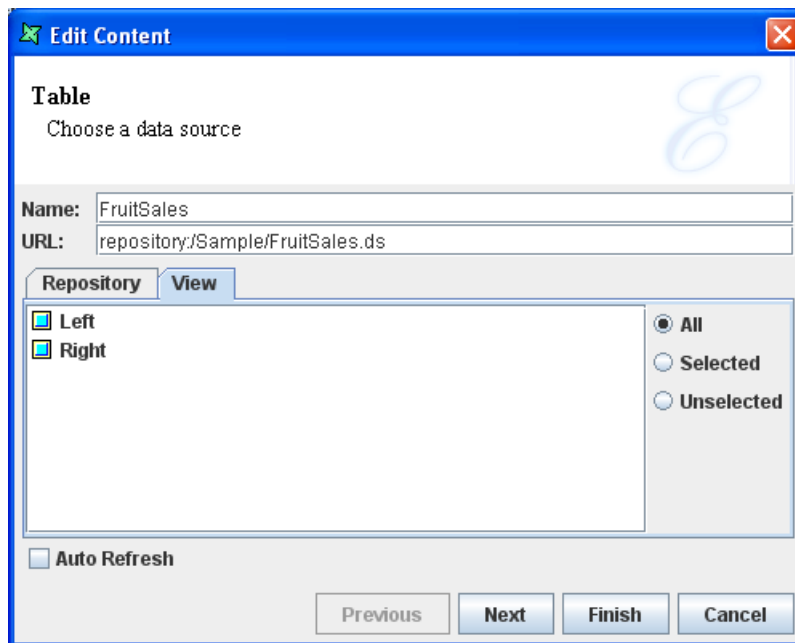 Edit Content
Table
Choose a data source
Name: FruitSales
URL: repository:/Sample/FruitSales.ds
Repository View
Left
Right
All
Selected
Unselected
Auto Refresh
Previous Next Finish Cancel